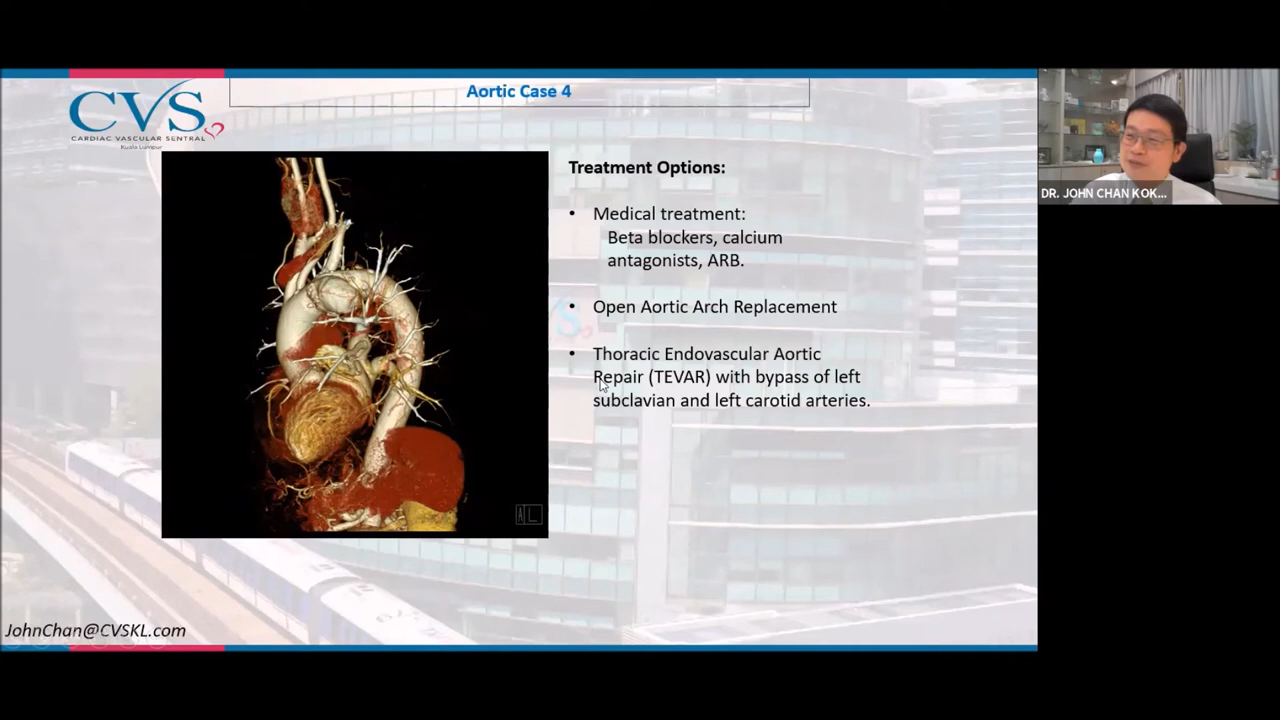 Aortic Case 4
CVS
CARDIAC VASCULAR SENTRAL
Kuala Lumpur
Treatment Options:
• Medical treatment:
Beta blockers, calcium
antagonists, ARB.
• Open Aortic Arch Replacement
• Thoracic Endovascular Aortic
Repair (TEVAR) with bypass of left
subclavian and left carotid arteries.
A L
JohnChan@CVSKL.com
DR. JOHN CHAN KOK...